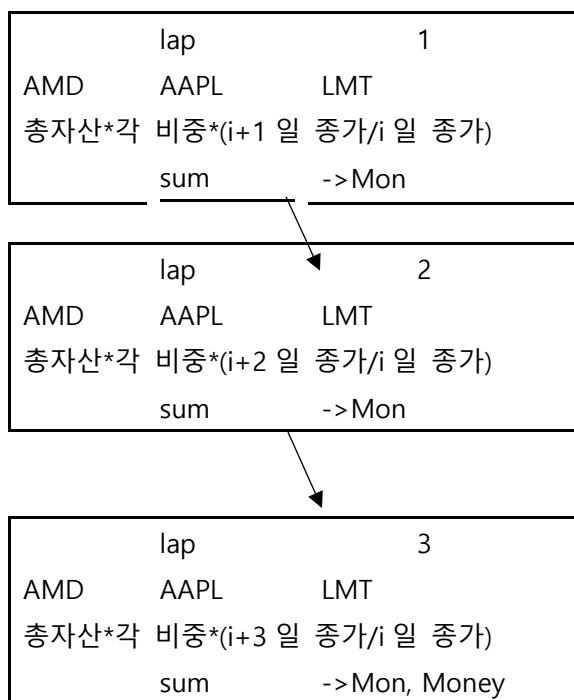 lap 1
AMD AAPL LMT
총자산*각 비중*(i+1 일 종가/i 일 종가)
sum ->Mon
lap 2
AMD AAPL LMT
총자산*각 비중*(i+2 일 종가/i 일 종가)
sum ->Mon
lap 3
AMD AAPL LMT
총자산*각 비중*(i+3 일 종가/i 일 종가)
sum ->Mon, Money